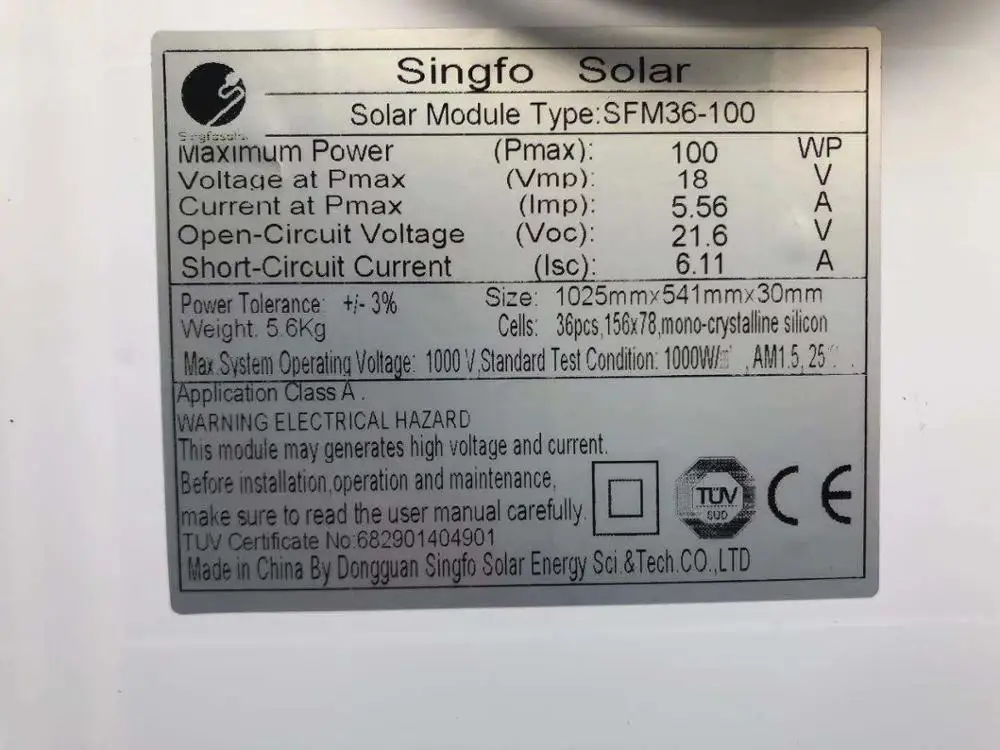 Singfo Solar
Solar Module Type:SFM36-100
Singfosolar
Maximum Power (Pmax): 100 WP
Voltage at Pmax (Vmp): 18 V
Current at Pmax (Imp): 5.56 A
Open-Circuit Voltage (Voc): 21.6 V
Short-Circuit Current (Isc): 6.11 A
Power Tolerance: +/- 3% Size: 1025mmx541mmx30mm
Weight. 5.6Kg Cells: 36pcs,156x78,mono-crystalline silicon
Max.System Operating Voltage: 1000 V,Standard Test Condition: 1000W/ , AM1.5, 25
Application Class A .
WARNING ELECTRICAL HAZARD
This module may generates high voltage and current.
Before installation,operation and maintenance,
make sure to read the user manual carefully.
TÜV SÜD CE
TUV Certificate No:682901404901
Made in China By Dongguan Singfo Solar Energy Sci.&Tech.CO.,LTD